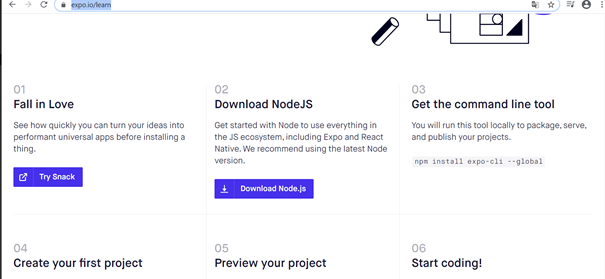 expo.io/learn
01
Fall in Love
See how quickly you can turn your ideas into
performant universal apps before installing a
thing.
Try Snack
02
Download NodeJS
Get started with Node to use everything in
the JS ecosystem, including Expo and React
Native. We recommend using the latest Node
version.
Download Node.js
03
Get the command line tool
You will run this tool locally to package, serve,
and publish your projects.
npm install expo-cli --global
04
Create your first project
05
Preview your project
06
Start coding!